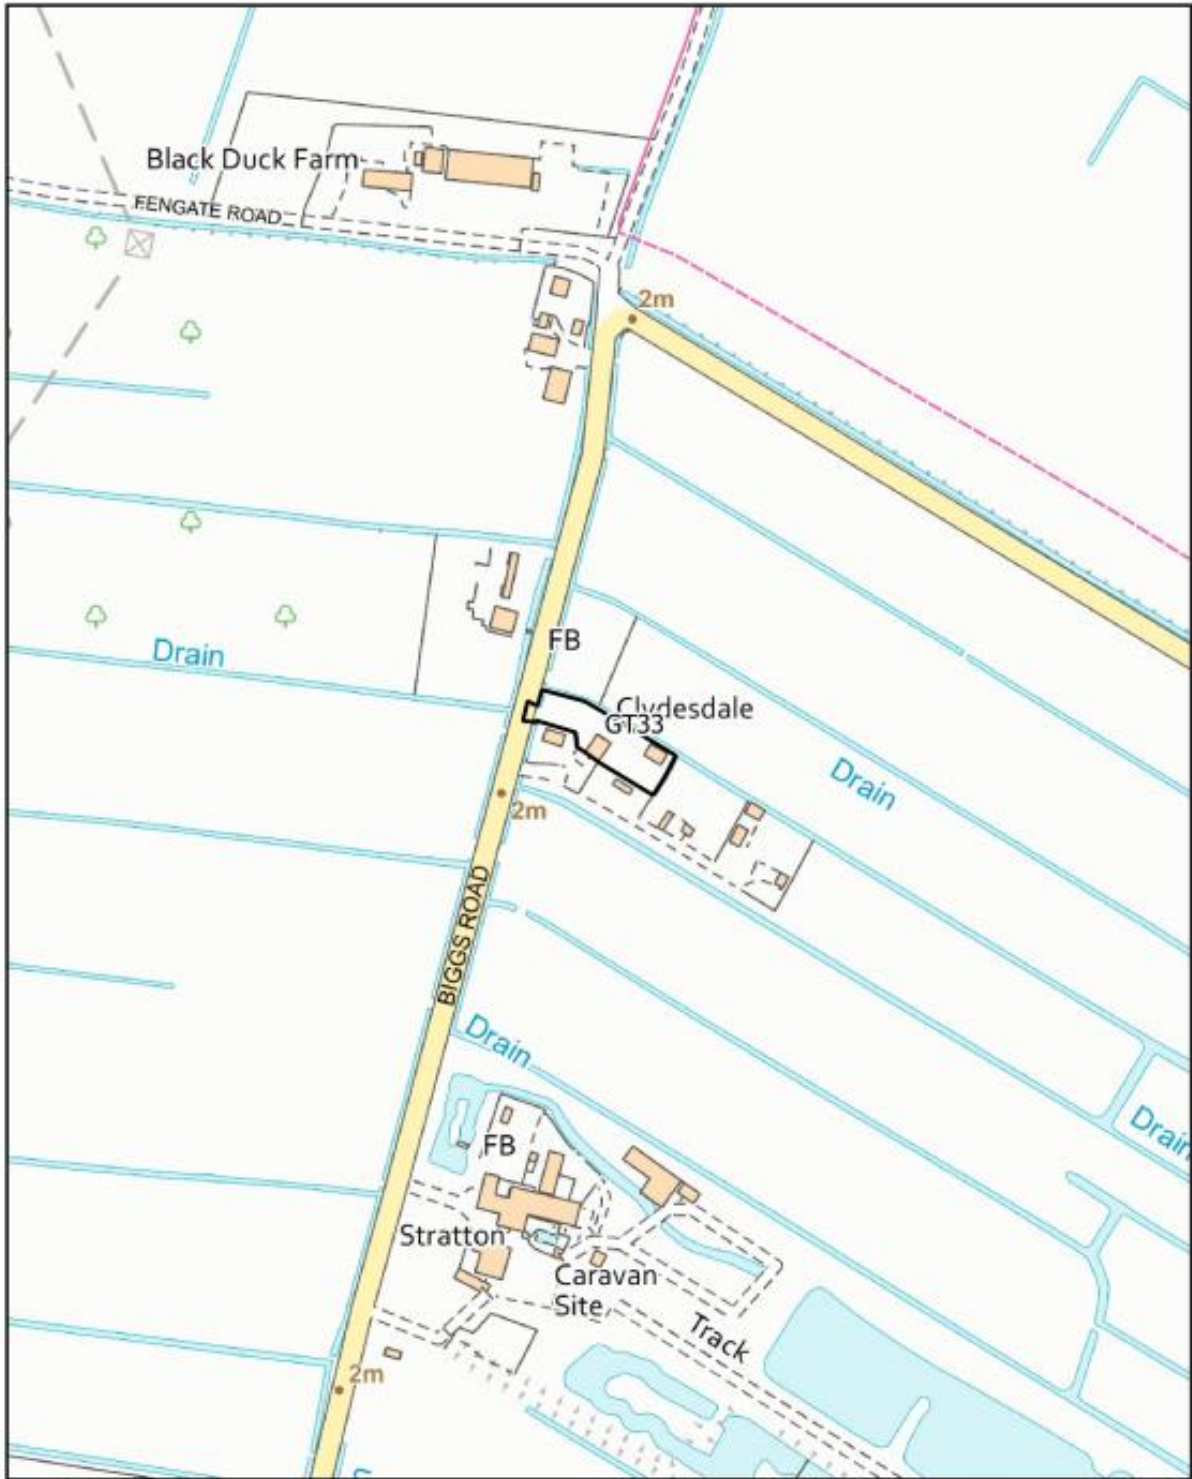 Black Duck Farm
FENGATE ROAD
2m
FB
Drain
Clydesdale
GT33
Drain
2m
BIGGS ROAD
Drain
Drain
FB
Stratton
Caravan
Site
Track
2m